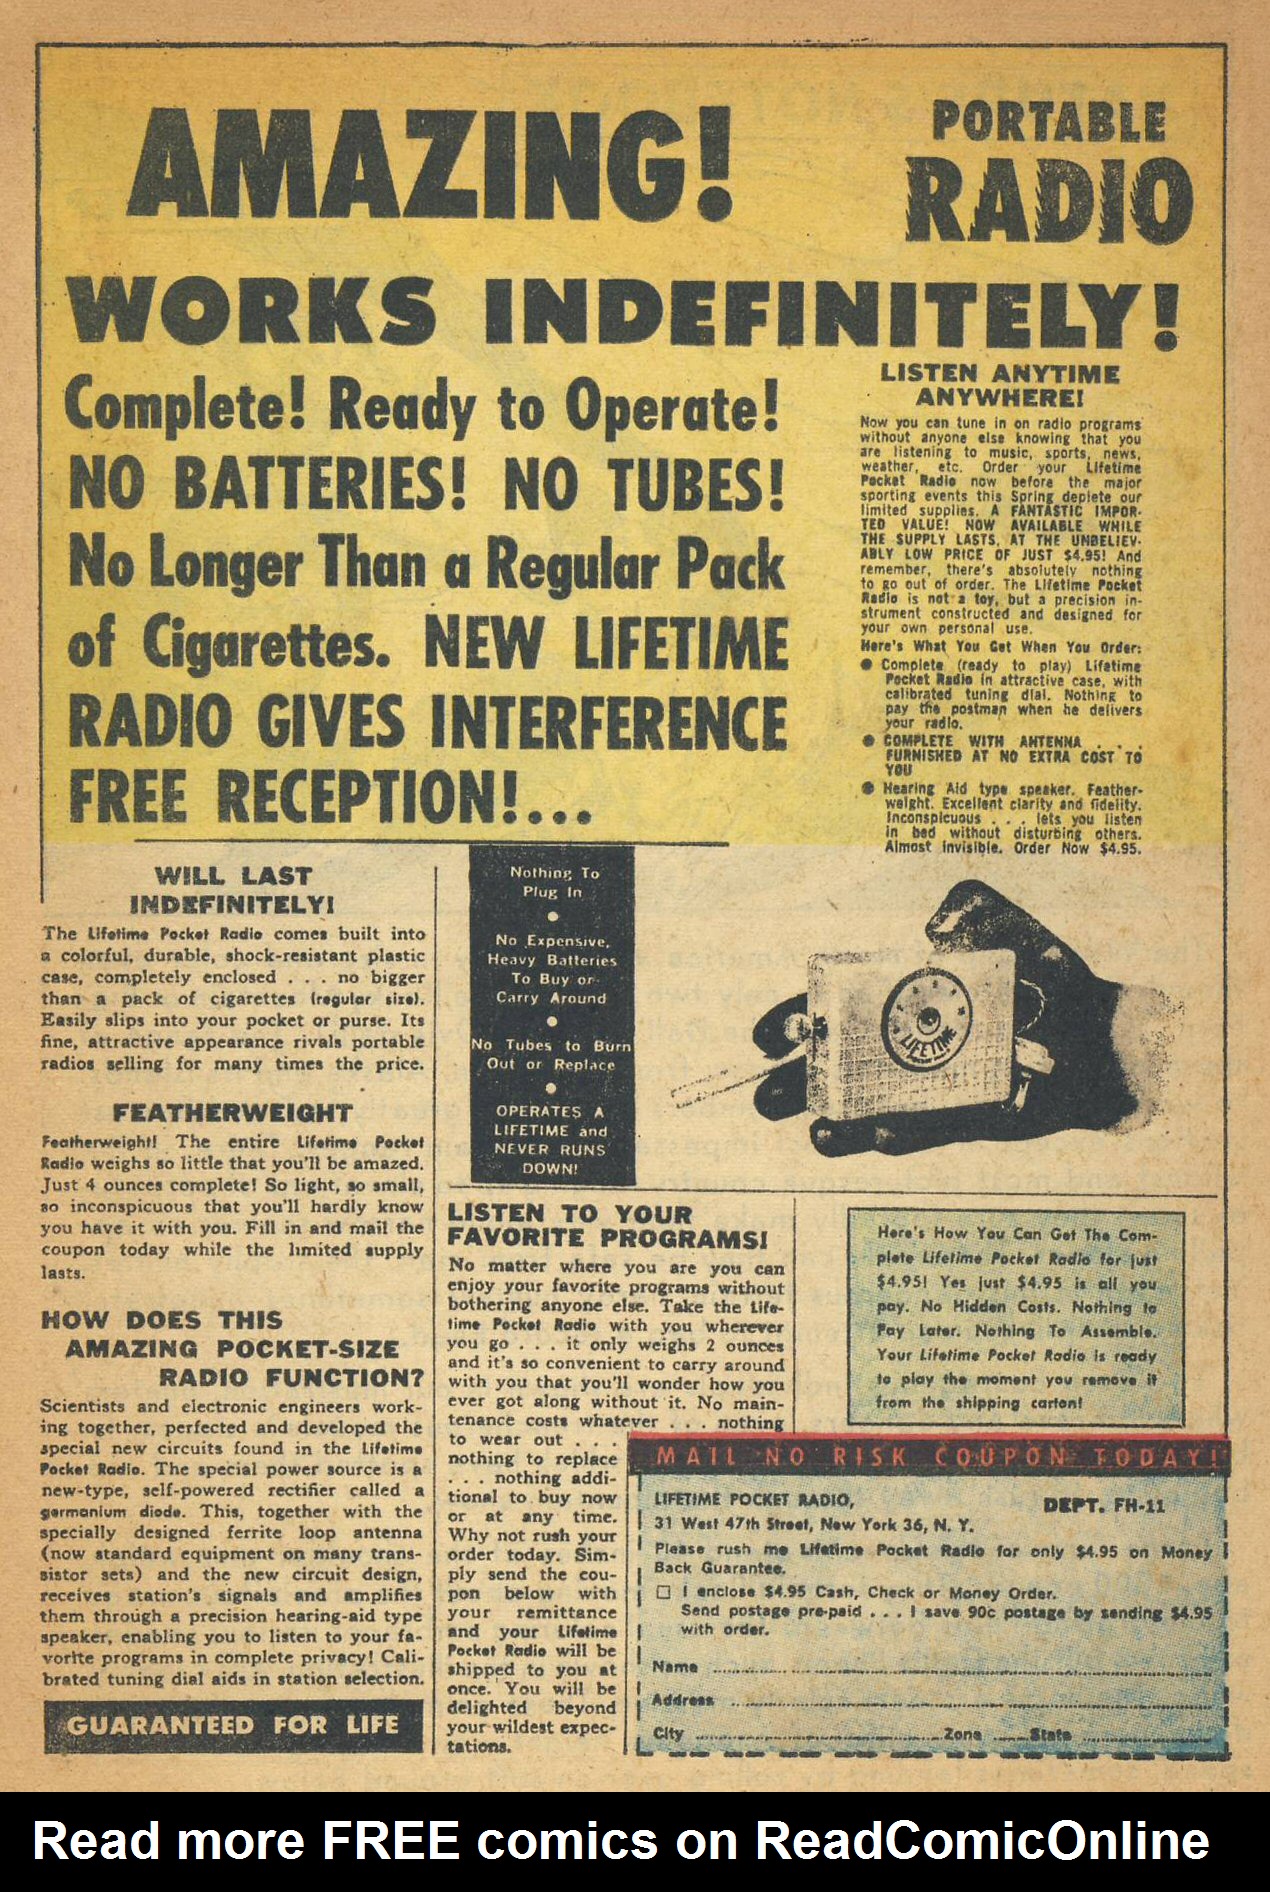 AMAZING!
PORTABLE
RADIO
WORKS INDEFINITELY!
Complete! Ready to Operate!
NO BATTERIES! NO TUBES!
No Longer Than a Regular Pack
of Cigarettes. NEW LIFETIME
RADIO GIVES INTERFERENCE
FREE RECEPTION!...
LISTEN ANYTIME
ANYWHERE!
Now you can tune in on radio programs
without anyone else knowing that you
are listening to music, sports, news,
weather, etc. Order your Lifetime
Pocket Radio now before the major
sporting events this Spring deplete our
limited supplies. A FANTASTIC IMPOR-
TED VALUE! NOW AVAILABLE WHILE
THE SUPPLY LASTS, AT THE UNBELIEV-
ABLY LOW PRICE OF JUST $4.95! And
remember, there's absolutely nothing
to go out of order. The Lifetime Pocket
Radio is not a toy, but a precision in-
strument constructed and designed for
your own personal use.
Here's What You Get When You Order:
● Complete (ready to play) Lifetime
Pocket Radio in attractive case, with
calibrated tuning dial. Nothing to
pay the postman when he delivers
your radio.
● COMPLETE WITH ANTENNA . . .
FURNISHED AT NO EXTRA COST TO
YOU
● Hearing Aid type speaker. Feather-
weight. Excellent clarity and fidelity.
Inconspicuous . . . lets you listen
in bed without disturbing others.
Almost invisible. Order Now $4.95.
WILL LAST
INDEFINITELY!
The Lifetime Pocket Radio comes built into
a colorful, durable, shock-resistant plastic
case, completely enclosed . . . no bigger
than a pack of cigarettes (regular size).
Easily slips into your pocket or purse. Its
fine, attractive appearance rivals portable
radios selling for many times the price.
FEATHERWEIGHT
Featherweight! The entire Lifetime Pocket
Radio weighs so little that you'll be amazed.
Just 4 ounces complete! So light, so small,
so inconspicuous that you'll hardly know
you have it with you. Fill in and mail the
coupon today while the limited supply
lasts.
HOW DOES THIS
AMAZING POCKET-SIZE
RADIO FUNCTION?
Scientists and electronic engineers work-
ing together, perfected and developed the
special new circuits found in the Lifetime
Pocket Radio. The special power source is a
new-type, self-powered rectifier called a
germanium diode. This, together with the
specially designed ferrite loop antenna
(now standard equipment on many trans-
sistor sets) and the new circuit design,
receives station's signals and amplifies
them through a precision hearing-aid type
speaker, enabling you to listen to your fa-
vorite programs in complete privacy! Cali-
brated tuning dial aids in station selection.
GUARANTEED FOR LIFE
Nothing To
Plug In
●
No Expensive,
Heavy Batteries
To Buy or
Carry Around
●
No Tubes to Burn
Out or Replace
●
OPERATES A
LIFETIME and
NEVER RUNS
DOWN!
LIFETIME
LISTEN TO YOUR
FAVORITE PROGRAMS!
No matter where you are you can
enjoy your favorite programs without
bothering anyone else. Take the Life-
time Pocket Radio with you wherever
you go . . . it only weighs 2 ounces
and it's so convenient to carry around
with you that you'll wonder how you
ever got along without it. No main-
tenance costs whatever . . . nothing
to wear out . . .
nothing to replace
. . . nothing addi-
tional to buy now
or at any time.
Why not rush your
order today. Sim-
ply send the cou-
pon below with
your remittance
and your Lifetime
Pocket Radio will be
shipped to you at
once. You will be
delighted beyond
your wildest expec-
tations.
Here's How You Can Get The Com-
plete Lifetime Pocket Radio for just
$4.95! Yes just $4.95 is all you
pay. No Hidden Costs. Nothing to
Pay Later. Nothing To Assemble.
Your Lifetime Pocket Radio is ready
to play the moment you remove it
from the shipping carton!
MAIL NO RISK COUPON TODAY!
LIFETIME POCKET RADIO, DEPT. FH-11
31 West 47th Street, New York 36, N. Y.
Please rush me Lifetime Pocket Radio for only $4.95 on Money
Back Guarantee.
☐ I enclose $4.95 Cash, Check or Money Order.
Send postage pre-paid . . . I save 90c postage by sending $4.95
with order.
Name
Address
City Zone State
Read more FREE comics on ReadComicOnline